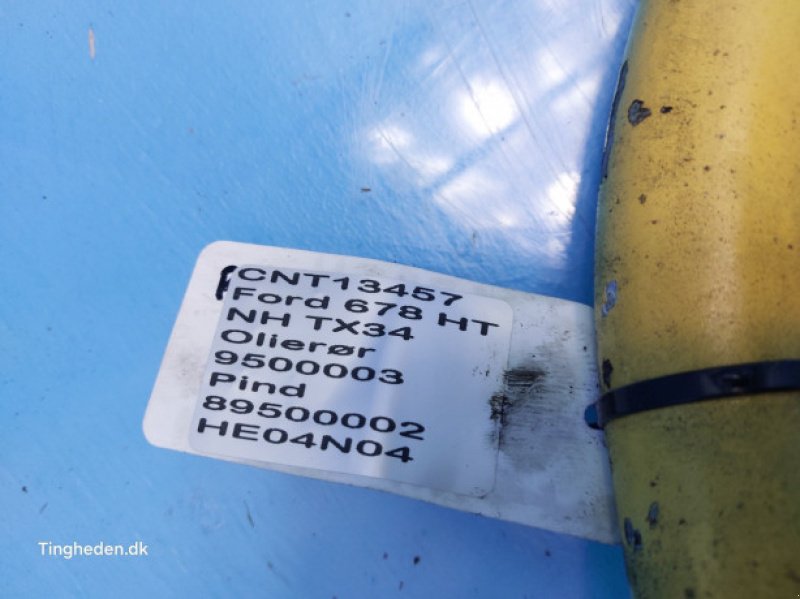 CNT13457
Ford 678 HT
NH TX34
Olierør
9500003
Pind
89500002
HE04N04
Tingheden.dk